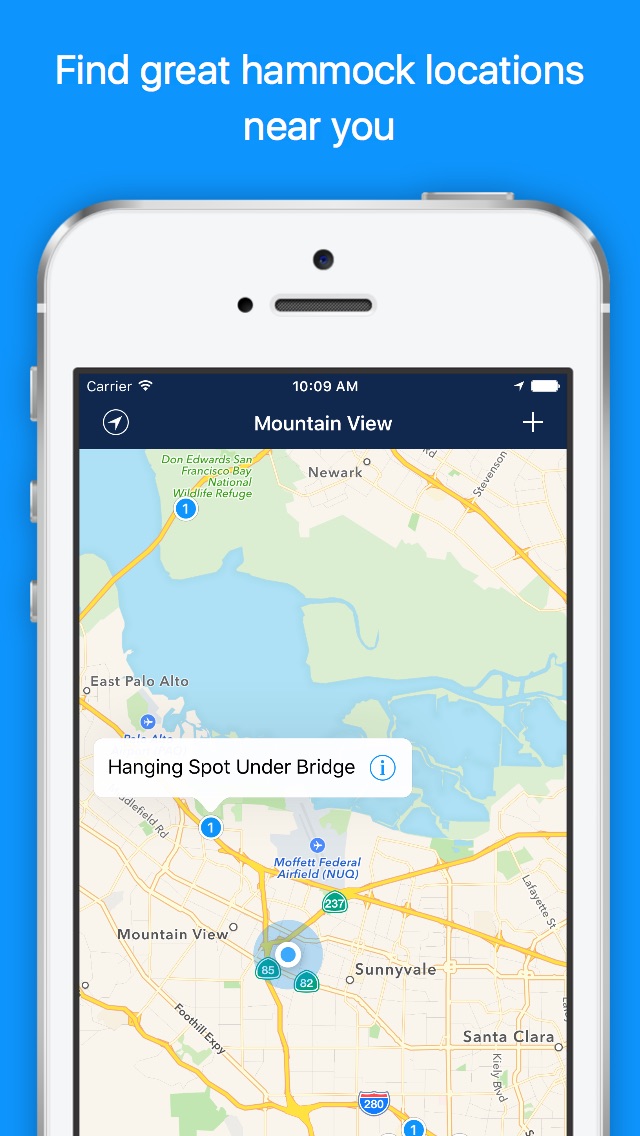 Find great hammock locations
near you
Carrier
10:09 AM
Mountain View
Don Edwards San
Francisco Bay
National
Wildlife Refuge
Newark
Rd
Stevenson
1
East Palo Alto
Palo Alto
Hanging Spot Under Bridge
dlefield Rd
1
Moffett Federal
Airfield (NUQ)
237
Lafayette St
Mountain View
85
82
Sunnyvale
Foothill Expy
Santa Clara
Kiely Blvd
280
1